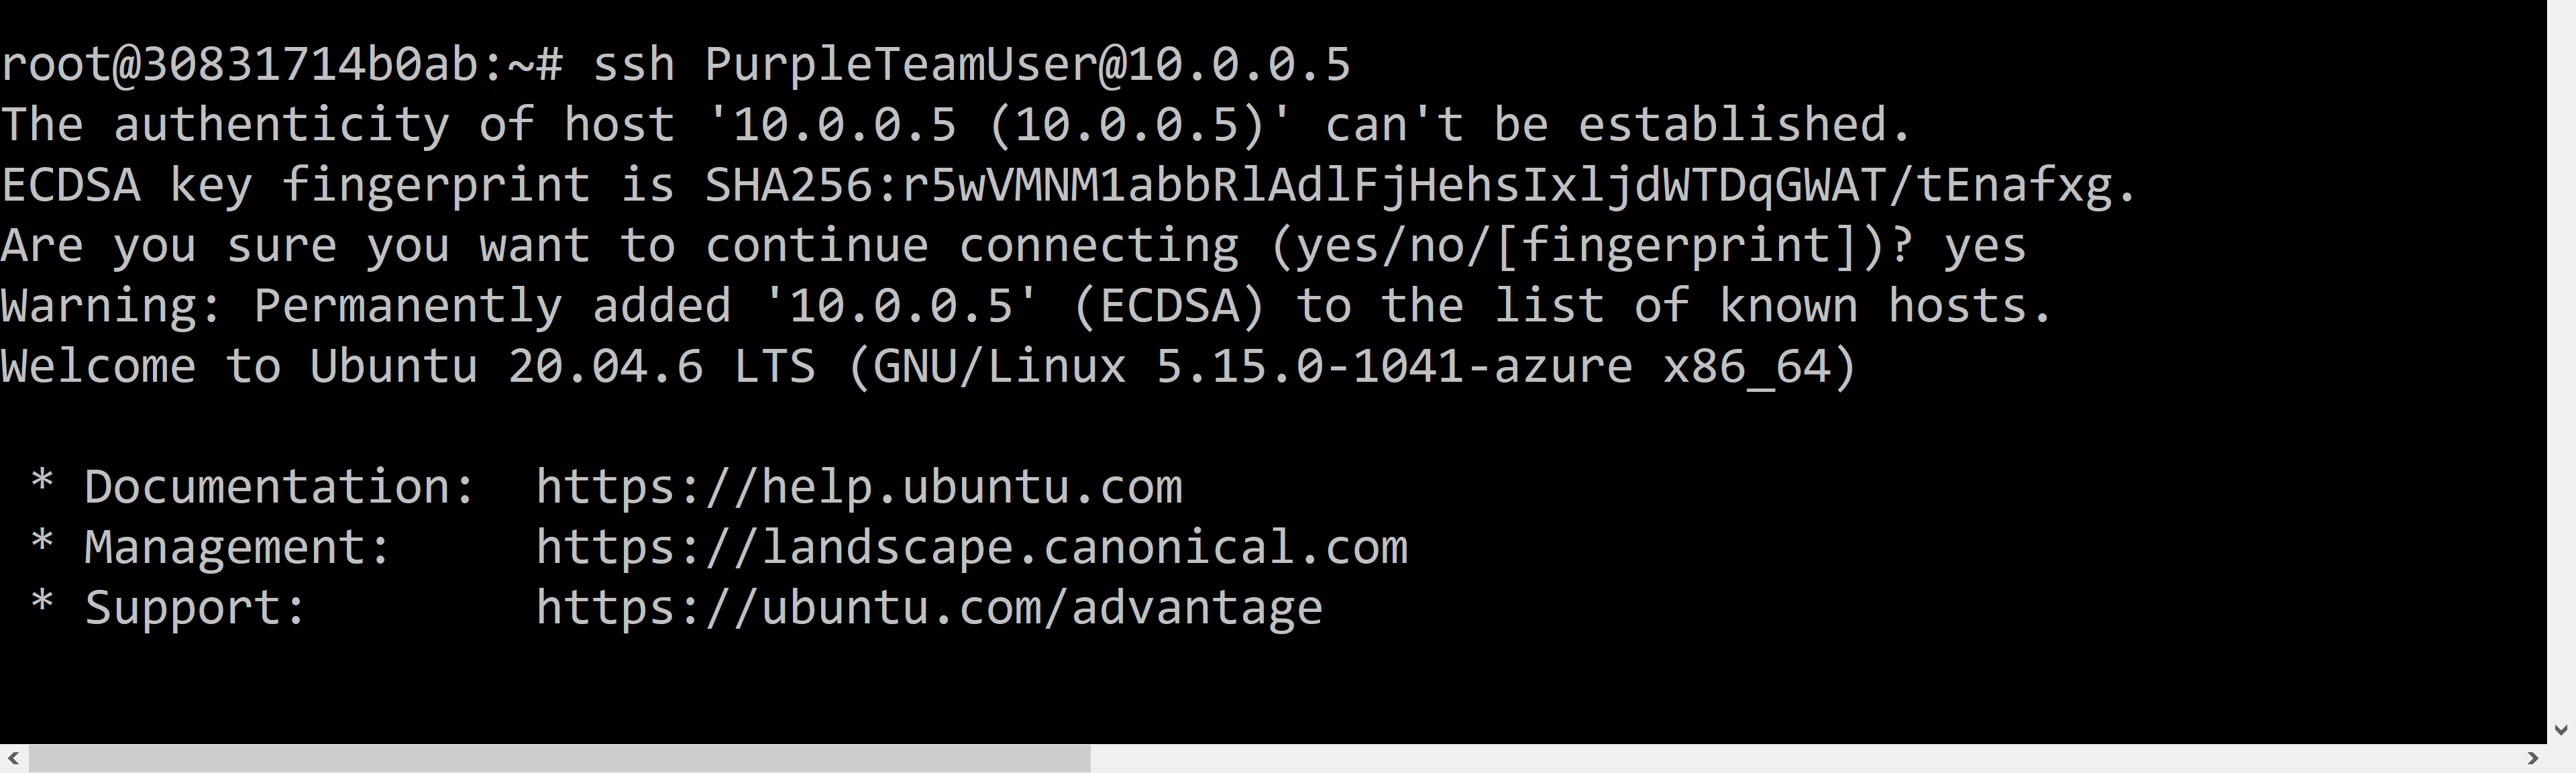 root@30831714b0ab:~# ssh PurpleTeamUser@10.0.0.5
The authenticity of host '10.0.0.5 (10.0.0.5)' can't be established.
ECDSA key fingerprint is SHA256:r5wVMNM1abbRlAdlFjHehsIxljdWTDqGWAT/tEnafxg.
Are you sure you want to continue connecting (yes/no/[fingerprint])? yes
Warning: Permanently added '10.0.0.5' (ECDSA) to the list of known hosts.
Welcome to Ubuntu 20.04.6 LTS (GNU/Linux 5.15.0-1041-azure x86_64)
* Documentation:  https://help.ubuntu.com
* Management:     https://landscape.canonical.com
* Support:        https://ubuntu.com/advantage